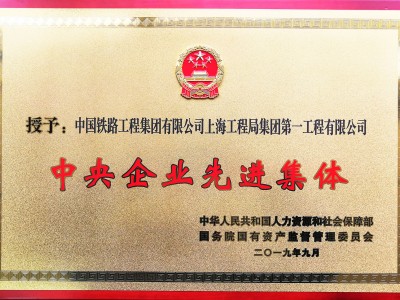 授予：中国铁路工程集团有限公司上海工程局集团第一工程有限公司
中央企业先进集体
中华人民共和国人力资源和社会保障部
国务院国有资产监督管理委员会
二〇一九年九月